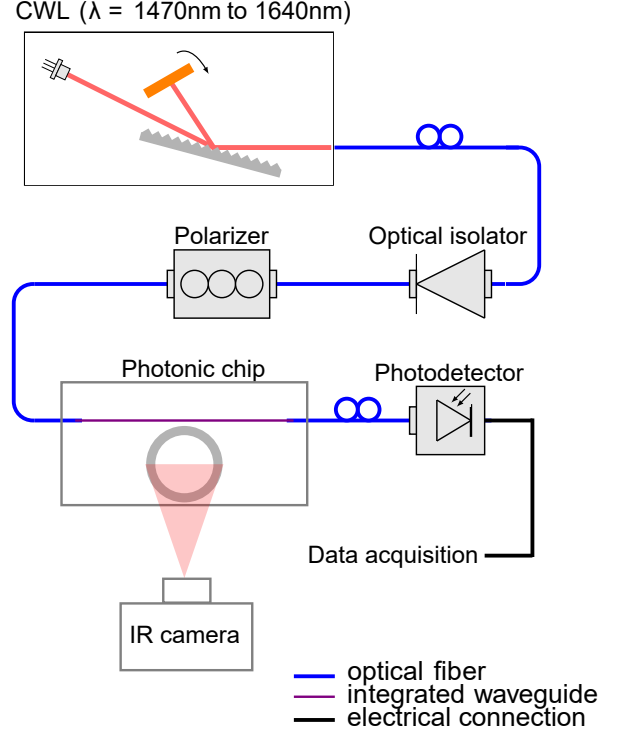 CWL (λ = 1470nm to 1640nm)
Polarizer
Optical isolator
Photonic chip
Photodetector
Data acquisition
IR camera
optical fiber
integrated waveguide
electrical connection